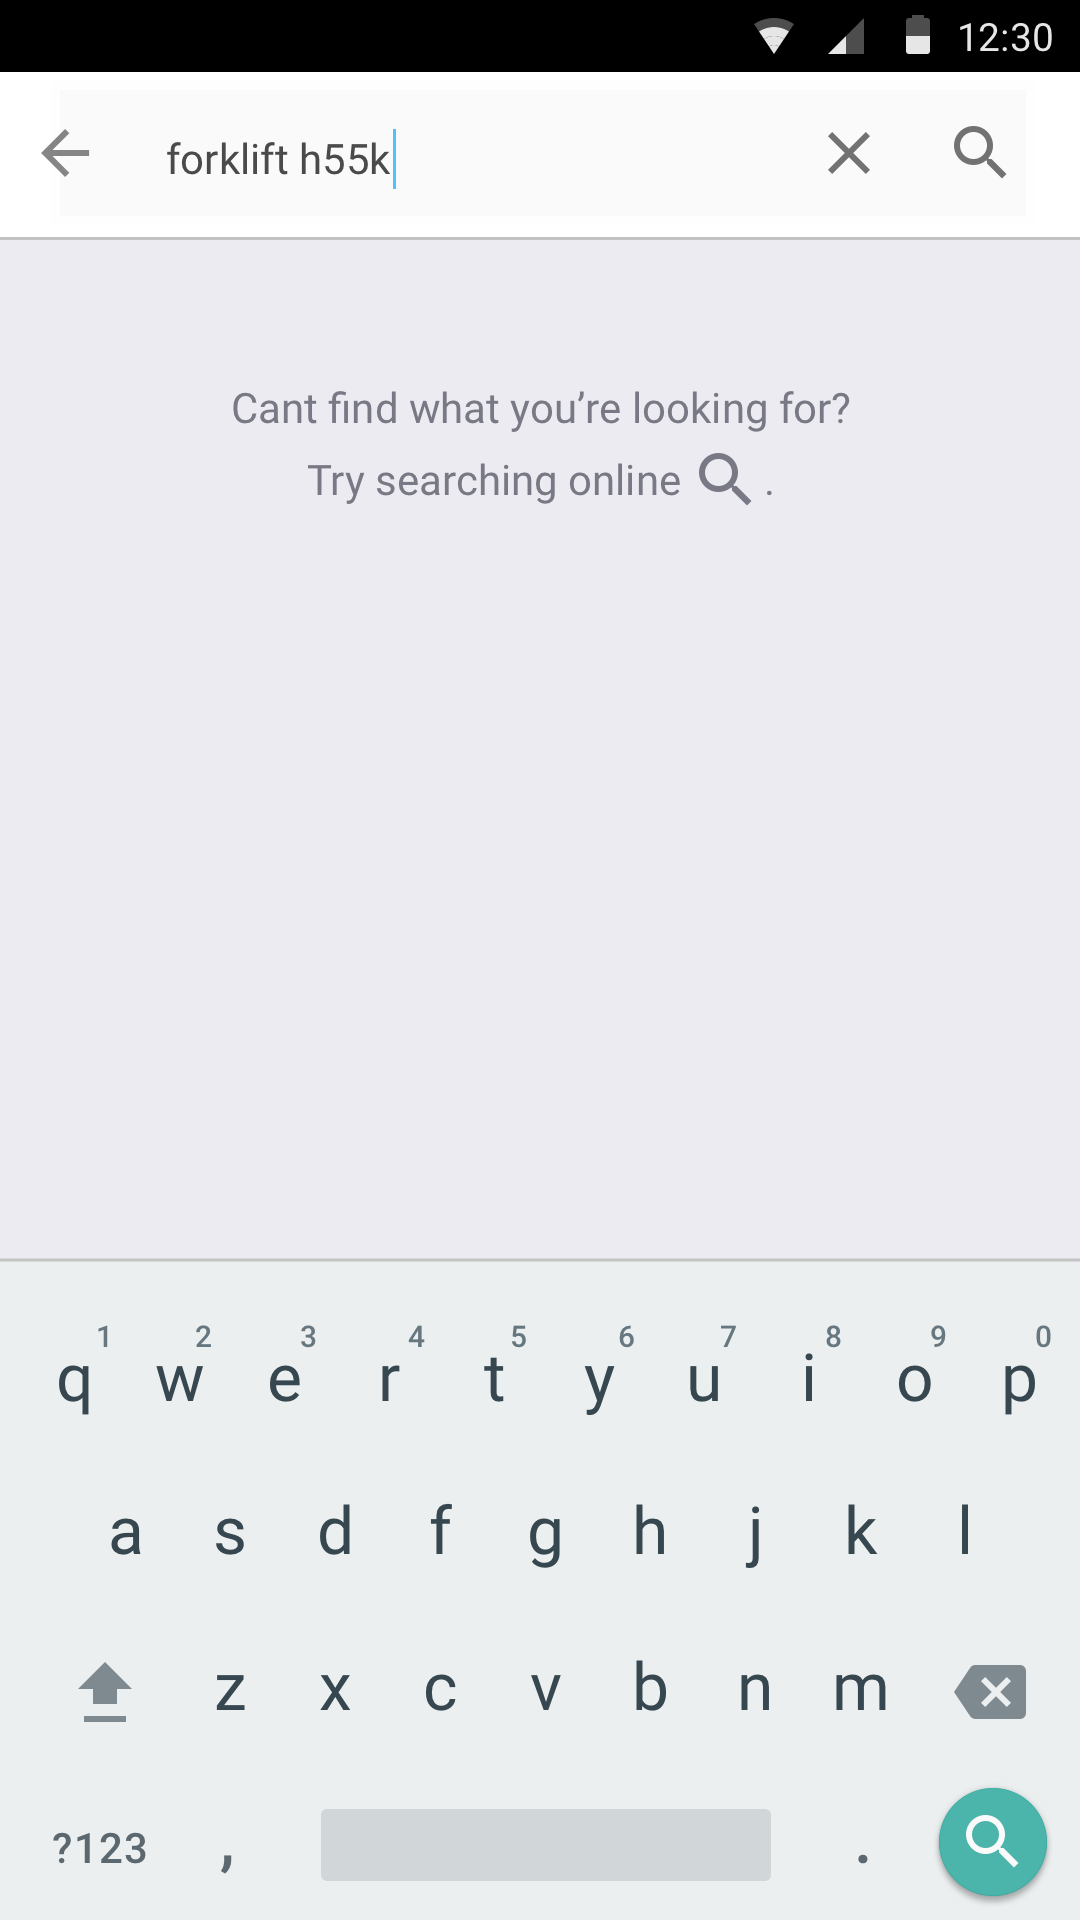 12:30
forklift h55k
Cant find what you’re looking for?
Try searching online .
1 2 3 4 5 6 7 8 9 0
q w e r t y u i o p
a s d f g h j k l
z x c v b n m
?123 , .